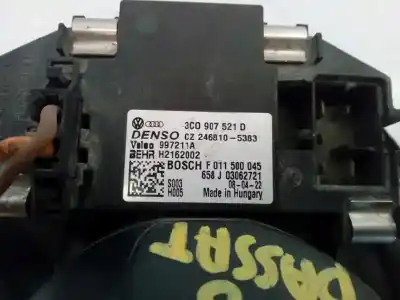 3C0 907 521 D
DENSO CZ 246810-5383
Valeo 997211A
BEHR H2162002
BOSCH F 011 500 045
658 J 03062721
S003 08-04-22
H005 Made in Hungary
PASSAT